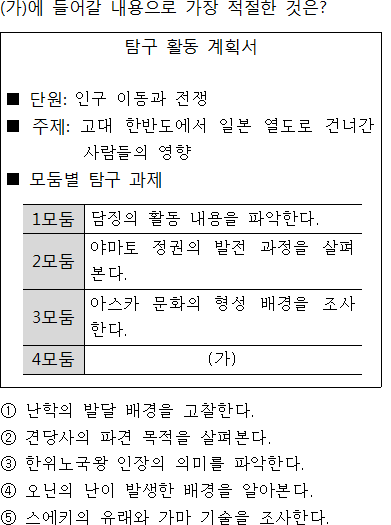 (가)에 들어갈 내용으로 가장 적절한 것은?
탐구 활동 계획서
■ 단원: 인구 이동과 전쟁
■ 주제: 고대 한반도에서 일본 열도로 건너간
사람들의 영향
■ 모둠별 탐구 과제
1모둠 담징의 활동 내용을 파악한다.
2모둠 야마토 정권의 발전 과정을 살펴
본다.
3모둠 아스카 문화의 형성 배경을 조사
한다.
4모둠 (가)
① 난학의 발달 배경을 고찰한다.
② 견당사의 파견 목적을 살펴본다.
③ 한위노국왕 인장의 의미를 파악한다.
④ 오닌의 난이 발생한 배경을 알아본다.
⑤ 스에키의 유래와 가마 기술을 조사한다.